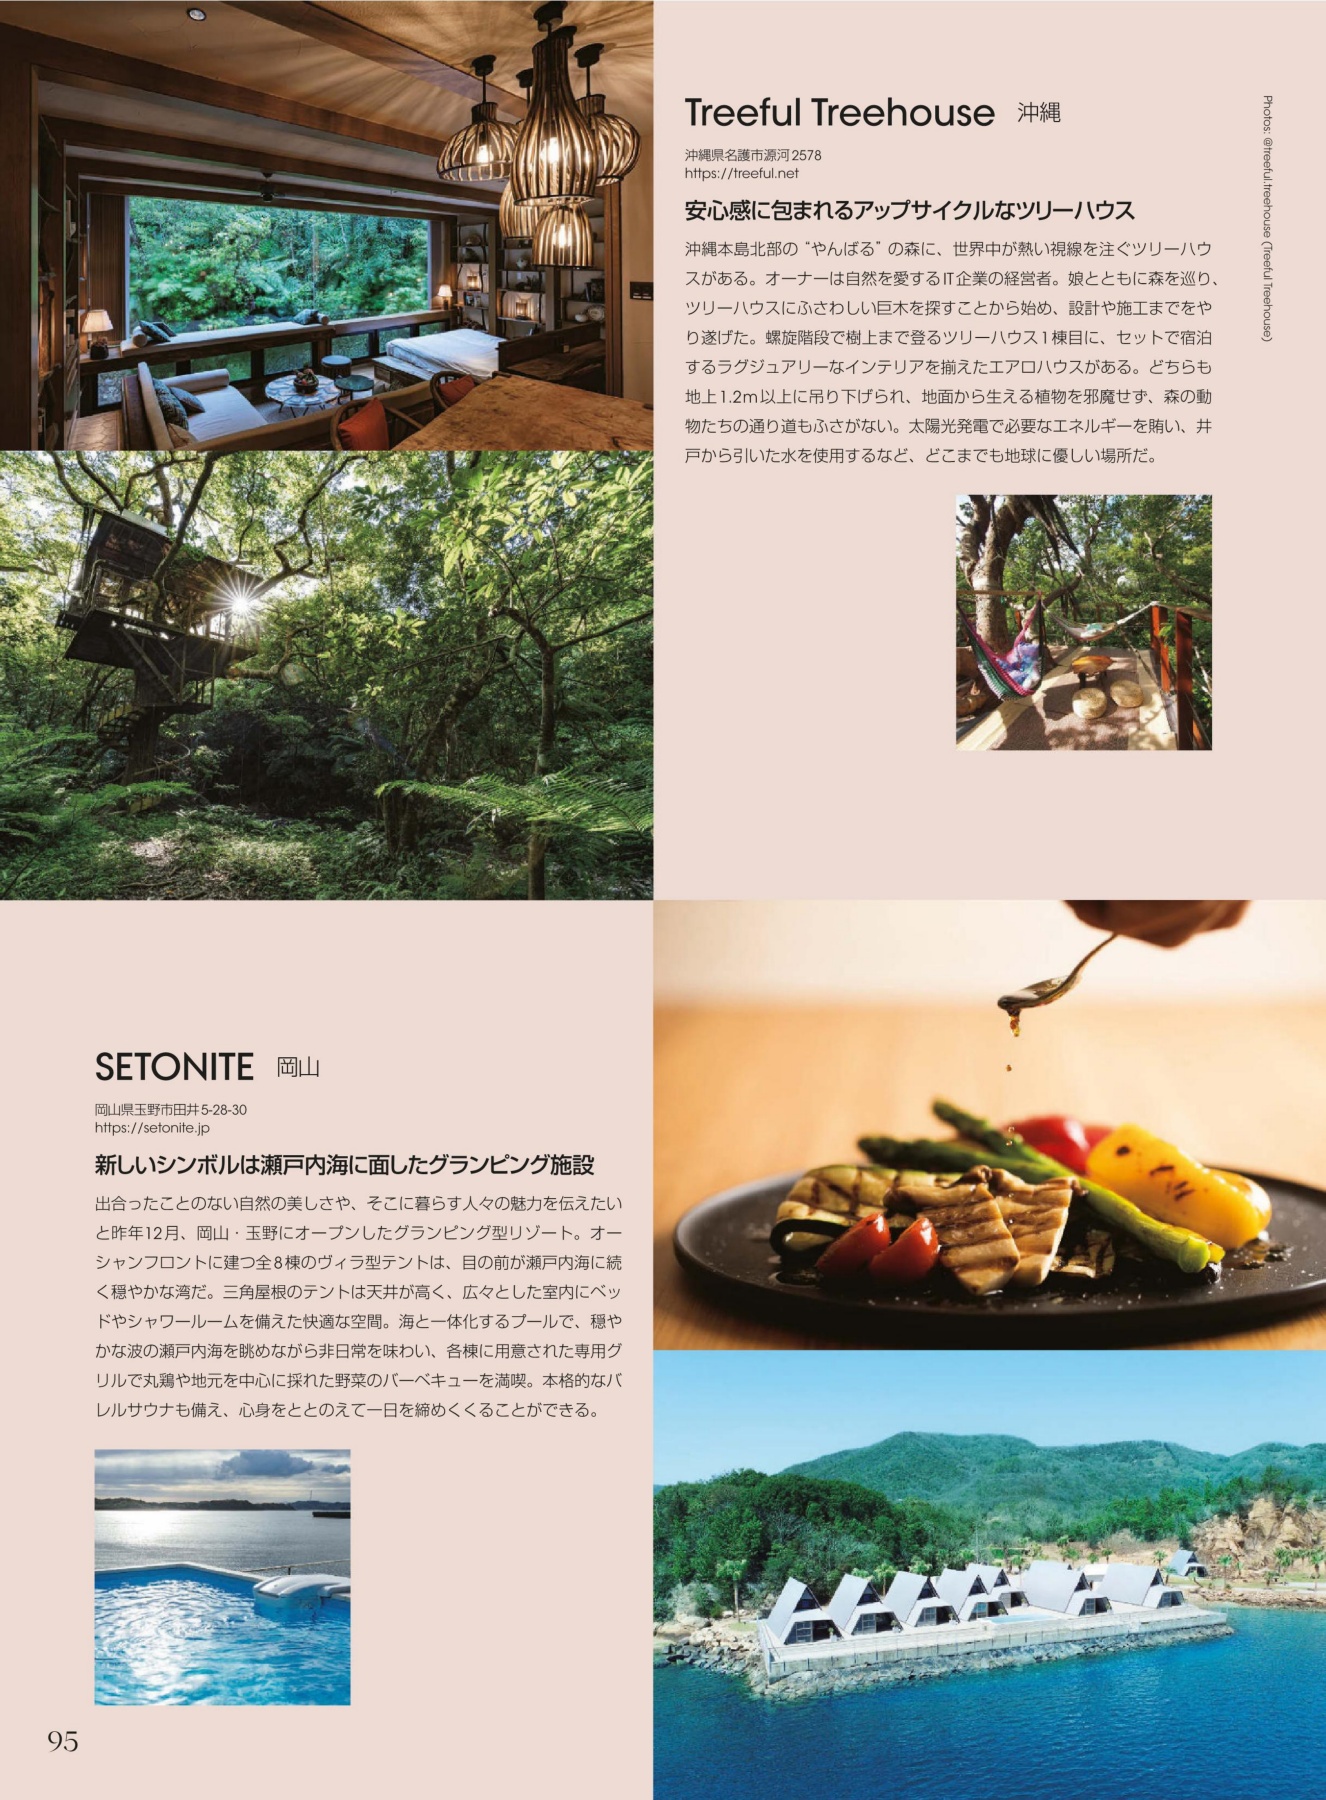 Treeful Treehouse 沖縄
沖縄県名護市源河2578
https://treeful.net
安心感に包まれるアップサイクルなツリーハウス
沖縄本島北部の“やんばる”の森に、世界中が熱い視線を注ぐツリーハウ
スがある。オーナーは自然を愛するIT企業の経営者。娘とともに森を巡り、
ツリーハウスにふさわしい巨木を探すことから始め、設計や施工までをや
り遂げた。螺旋階段で樹上まで登るツリーハウス1棟目に、セットで宿泊
するラグジュアリーなインテリアを揃えたエアロハウスがある。どちらも
地上1.2m以上に吊り下げられ、地面から生える植物を邪魔せず、森の動
物たちの通り道もふさがない。太陽光発電で必要なエネルギーを賄い、井
戸から引いた水を使用するなど、どこまでも地球に優しい場所だ。
Photos: @treeful.treehouse (Treeful Treehouse)
SETONITE 岡山
岡山県玉野市田井5-28-30
https://setonite.jp
新しいシンボルは瀬戸内海に面したグランピング施設
出合ったことのない自然の美しさや、そこに暮らす人々の魅力を伝えたい
と昨年12月、岡山・玉野にオープンしたグランピング型リゾート。オー
シャンフロントに建つ全8棟のヴィラ型テントは、目の前が瀬戸内海に続
く穏やかな湾だ。三角屋根のテントは天井が高く、広々とした室内にベッ
ドやシャワールームを備えた快適な空間。海と一体化するプールで、穏や
かな波の瀬戸内海を眺めながら非日常を味わい、各棟に用意された専用グ
リルで丸鶏や地元を中心に採れた野菜のバーベキューを満喫。本格的なバ
レルサウナも備え、心身をととのえて一日を締めくくることができる。
95